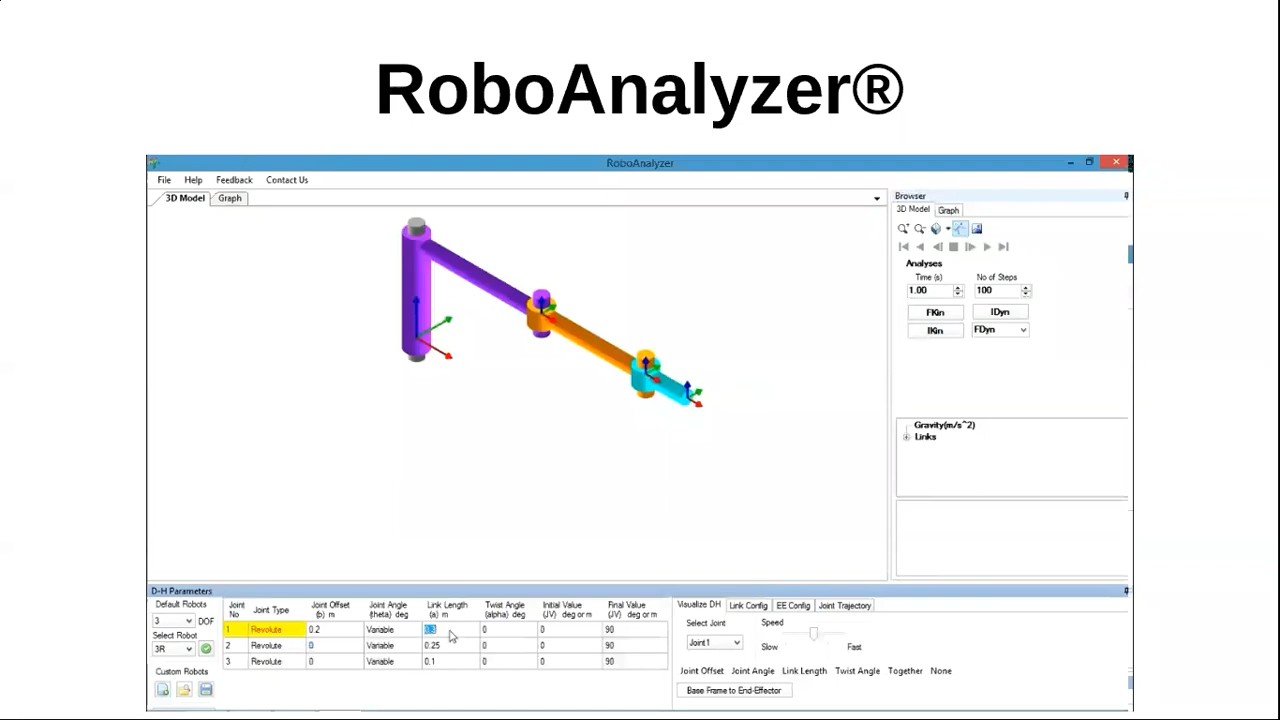 RoboAnalyzer®
RoboAnalyzer
File Help Feedback Contact Us
3D Model Graph
Browser
3D Model Graph
Analyses
Time (s) No of Steps
1.00 100
FKin IDyn
IKin FDyn
Gravity(m/s^2)
Links
D-H Parameters
Default Robots
3 DOF
Select Robot
3R
Custom Robots
Joint No Joint Type Joint Offset (b) m Joint Angle (theta) deg Link Length (a) m Twist Angle (alpha) deg Initial Value (JV) deg or m Final Value (JV) deg or m
1 Revolute 0.2 Variable 0.3 0 0 90
2 Revolute 0 Variable 0.25 0 0 90
3 Revolute 0 Variable 0.1 0 0 90
Visualize DH Link Config EE Config Joint Trajectory
Select Joint Speed
Joint1 Slow Fast
Joint Offset Joint Angle Link Length Twist Angle Together None
Base Frame to End-Effector